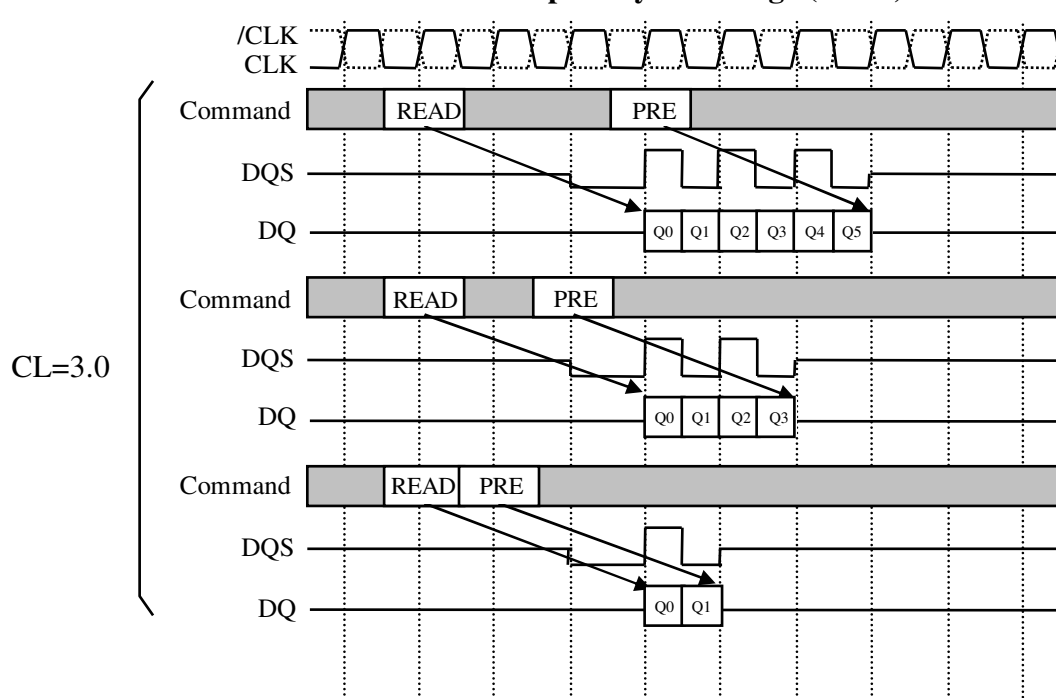 /CLK
CLK
Command READ PRE
DQS
DQ Q0 Q1 Q2 Q3 Q4 Q5
Command READ PRE
DQS
CL=3.0
DQ Q0 Q1 Q2 Q3
Command READ PRE
DQS
DQ Q0 Q1